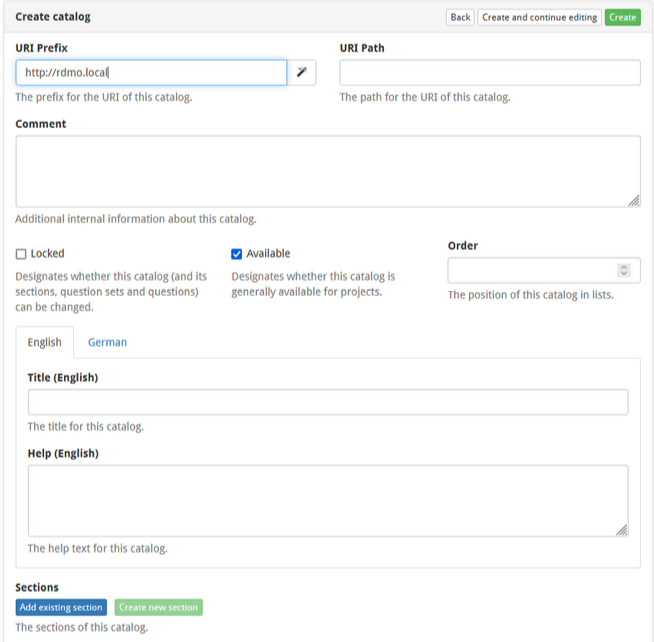 Create catalog Back Create and continue editing Create
URI Prefix URI Path
http://rdmo.local
The prefix for the URI of this catalog. The path for the URI of this catalog.
Comment
Additional internal information about this catalog.
Locked Available Order
Designates whether this catalog (and its sections, question sets and questions) can be changed.
Designates whether this catalog is generally available for projects.
The position of this catalog in lists.
English German
Title (English)
The title for this catalog.
Help (English)
The help text for this catalog.
Sections
Add existing section Create new section
The sections of this catalog.